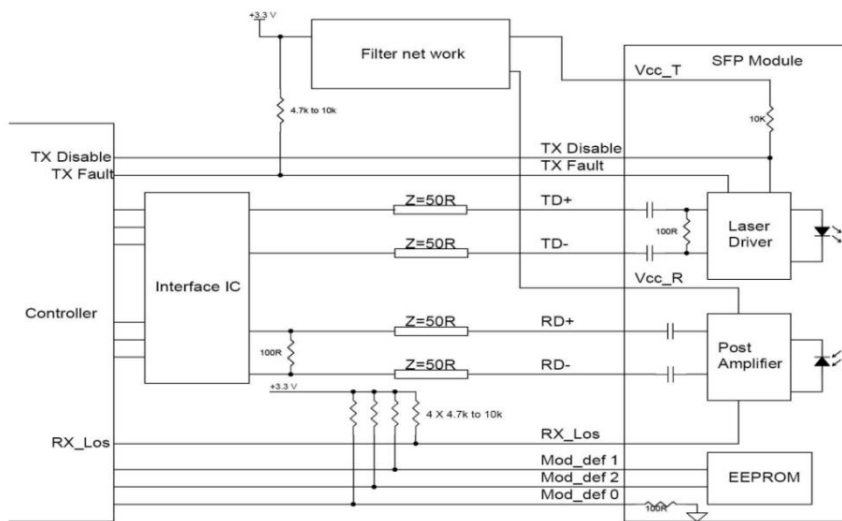 +3.3 V
Filter net work
SFP Module
Vcc_T
4.7k to 10k
10K
TX Disable
TX Disable
TX Fault
TX Fault
Z=50R
TD+
Laser
Driver
100R
Z=50R
TD-
Interface IC
Vcc_R
Controller
Z=50R
RD+
Post
Amplifier
100R
Z=50R
RD-
+3.3 V
4 X 4.7k to 10k
RX_Los
RX_Los
Mod_def 1
Mod_def 2
Mod_def 0
EEPROM
100R